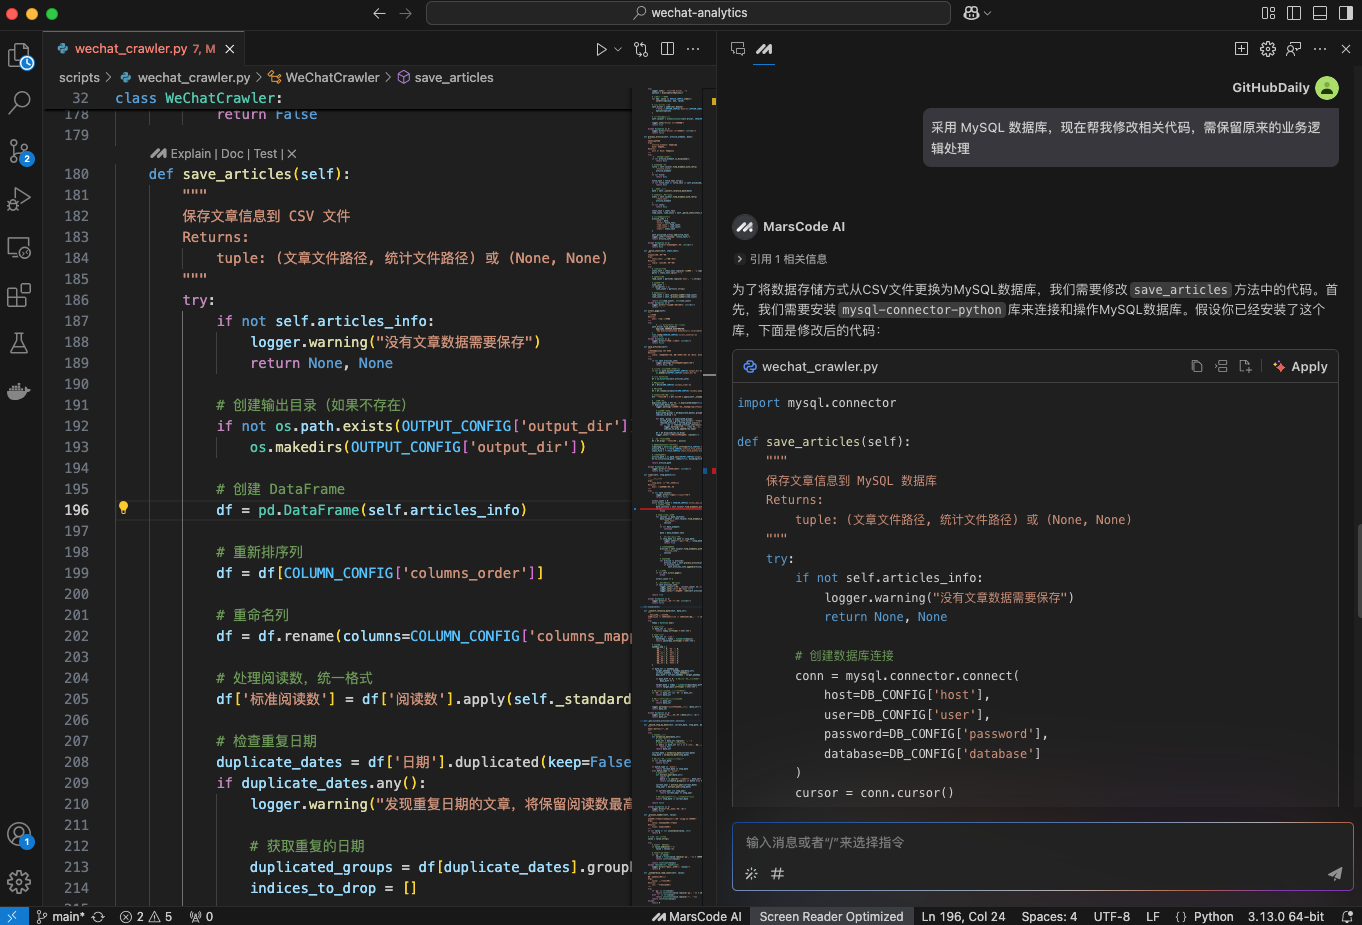 wechat-analytics
wechat_crawler.py 7, M
scripts > wechat_crawler.py > WeChatCrawler > save_articles
32 class WeChatCrawler:
178 return False
179
Explain | Doc | Test |
180 def save_articles(self):
181 """
182 保存文章信息到 CSV 文件
183 Returns:
184 tuple: (文章文件路径, 统计文件路径) 或 (None, None)
185 """
186 try:
187 if not self.articles_info:
188 logger.warning("没有文章数据需要保存")
189 return None, None
190
191 # 创建输出目录（如果不存在）
192 if not os.path.exists(OUTPUT_CONFIG['output_dir']
193 os.makedirs(OUTPUT_CONFIG['output_dir'])
194
195 # 创建 DataFrame
196 df = pd.DataFrame(self.articles_info)
197
198 # 重新排序列
199 df = df[COLUMN_CONFIG['columns_order']]
200
201 # 重命名列
202 df = df.rename(columns=COLUMN_CONFIG['columns_mapp
203
204 # 处理阅读数，统一格式
205 df['标准阅读数'] = df['阅读数'].apply(self._standard
206
207 # 检查重复日期
208 duplicate_dates = df['日期'].duplicated(keep=False
209 if duplicate_dates.any():
210 logger.warning("发现重复日期的文章，将保留阅读数最高
211
212 # 获取重复的日期
213 duplicated_groups = df[duplicate_dates].group
214 indices_to_drop = []
GitHubDaily
采用 MySQL 数据库，现在帮我修改相关代码，需保留原来的业务逻
辑处理
MarsCode AI
引用 1 相关信息
为了将数据存储方式从CSV文件更换为MySQL数据库，我们需要修改 save_articles 方法中的代码。首
先，我们需要安装 mysql-connector-python 库来连接和操作MySQL数据库。假设你已经安装了这个
库，下面是修改后的代码：
wechat_crawler.py Apply
import mysql.connector
def save_articles(self):
"""
保存文章信息到 MySQL 数据库
Returns:
tuple: (文章文件路径, 统计文件路径) 或 (None, None)
"""
try:
if not self.articles_info:
logger.warning("没有文章数据需要保存")
return None, None
# 创建数据库连接
conn = mysql.connector.connect(
host=DB_CONFIG['host'],
user=DB_CONFIG['user'],
password=DB_CONFIG['password'],
database=DB_CONFIG['database']
)
cursor = conn.cursor()
输入消息或者“/”来选择指令
#
2
1
main* 2 5 0 MarsCode AI Screen Reader Optimized Ln 196, Col 24 Spaces: 4 UTF-8 LF {} Python 3.13.0 64-bit